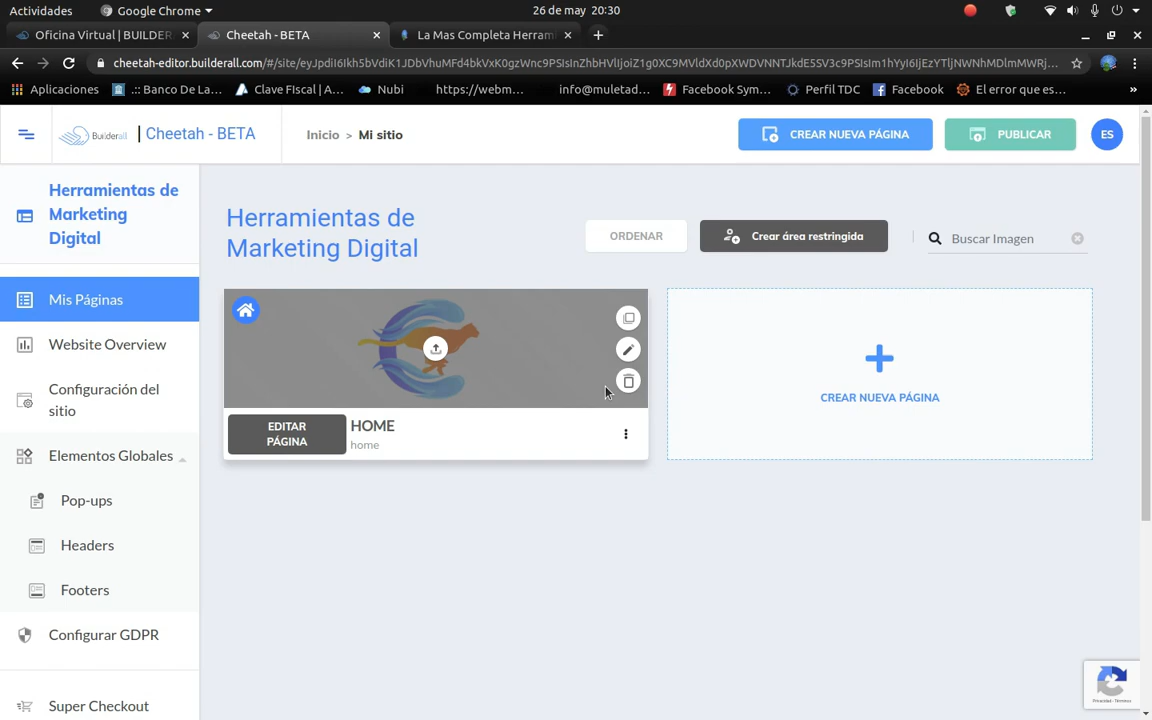 Actividades
Google Chrome
26 de may 20:30
Oficina Virtual | BUILDER
Cheetah - BETA
La Mas Completa Herrami
cheetah-editor.builderall.com/#/site/
Aplicaciones
.:: Banco De La...
Clave FIscal | A...
Nubi
https://webm...
info@muletad...
Facebook Sym...
Perfil TDC
Facebook
El error que es...
»
Builderall
Cheetah - BETA
Inicio > Mi sitio
CREAR NUEVA PÁGINA
PUBLICAR
ES
Herramientas de
Marketing
Digital
Mis Páginas
Website Overview
Configuración del
sitio
Elementos Globales
Pop-ups
Headers
Footers
Configurar GDPR
Super Checkout
Herramientas de
Marketing Digital
ORDENAR
Crear área restringida
Buscar Imagen
EDITAR
PÁGINA
HOME
home
CREAR NUEVA PÁGINA
Privacidad - Términos